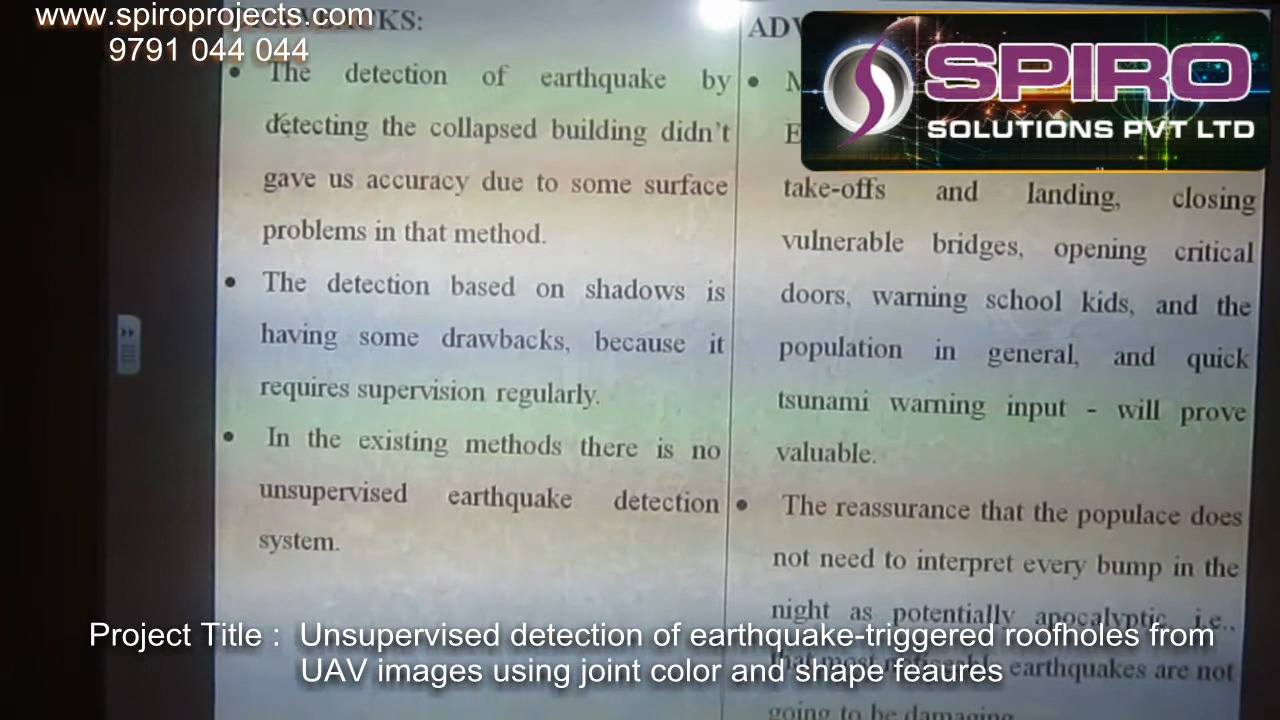 www.spiroprojects.com
9791 044 044
The detection of earthquake by
detecting the collapsed building didn't
gave us accuracy due to some surface
problems in that method.
The detection based on shadows is
having some drawbacks, because it
requires supervision regularly.
In the existing methods there is no
unsupervised earthquake detection
system.
SPIRO
SOLUTIONS PVT LTD
take-offs and landing, closing
vulnerable bridges, opening critical
doors, warning school kids, and the
population in general, and quick
tsunami warning input - will prove
valuable.
The reassurance that the populace does
not need to interpret every bump in the
night as potentially apocalyptic, i.e.,
earthquakes are not
going to be damaging
Project Title : Unsupervised detection of earthquake-triggered roofholes from
UAV images using joint color and shape feaures